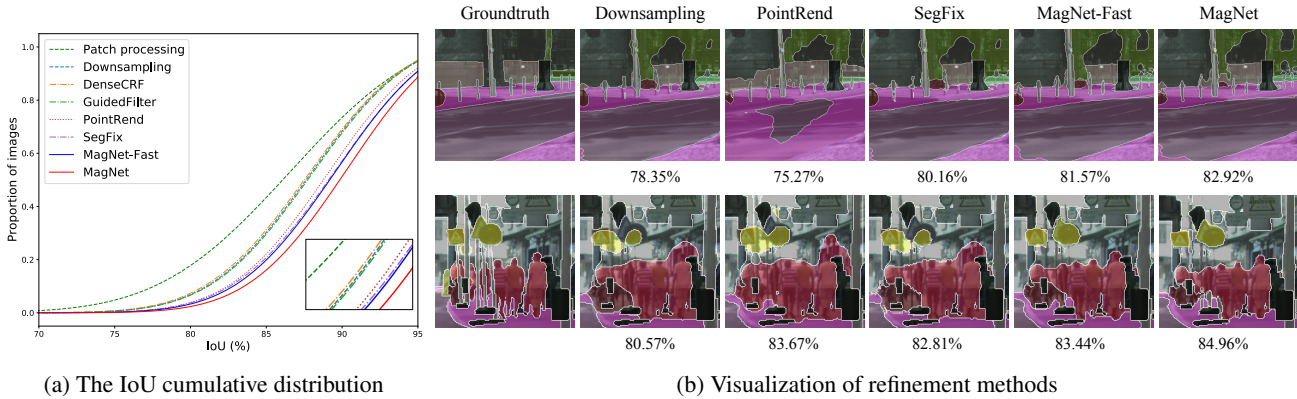 Groundtruth Downsampling PointRend SegFix MagNet-Fast MagNet
Proportion of images
1.0
0.8
0.6
0.4
0.2
0.0
Patch processing
Downsampling
DenseCRF
GuidedFilter
PointRend
SegFix
MagNet-Fast
MagNet
70 75 80 85 90 95
IoU (%)
78.35% 75.27% 80.16% 81.57% 82.92%
80.57% 83.67% 82.81% 83.44% 84.96%
(a) The IoU cumulative distribution
(b) Visualization of refinement methods